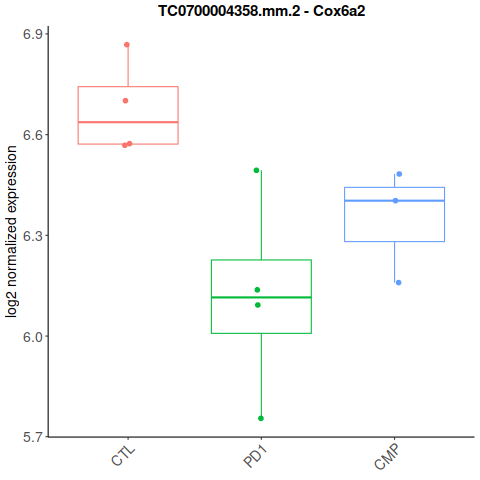 TC0700004358.mm.2 - Cox6a2
log2 normalized expression
6.9
6.6
6.3
6.0
5.7
CTL
PD1
CMP